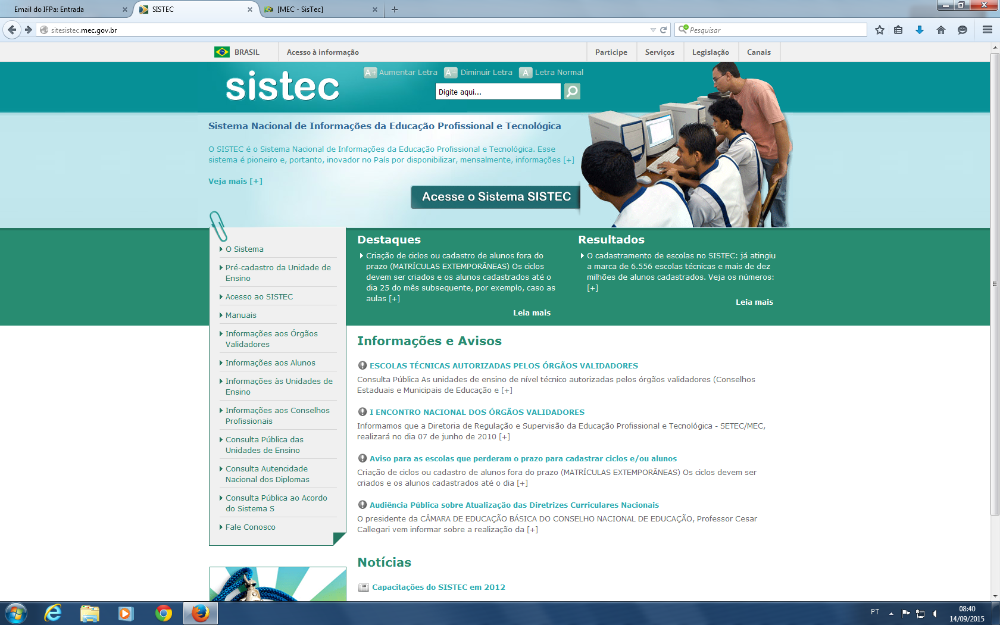 Email do IFPa: Entrada
SISTEC
[MEC - SisTec]
sitesistec.mec.gov.br
Pesquisar
BRASIL
Acesso à informação
Participe
Serviços
Legislação
Canais
sistec
A+ Aumentar Letra
A- Diminuir Letra
A Letra Normal
Digite aqui...
Sistema Nacional de Informações da Educação Profissional e Tecnológica
O SISTEC é o Sistema Nacional de Informações da Educação Profissional e Tecnológica. Esse
sistema é pioneiro e, portanto, inovador no País por disponibilizar, mensalmente, informações [+]
Veja mais [+]
Acesse o Sistema SISTEC
O Sistema
Pré-cadastro da Unidade de
Ensino
Acesso ao SISTEC
Manuais
Informações aos Órgãos
Validadores
Informações aos Alunos
Informações às Unidades de
Ensino
Informações aos Conselhos
Profissionais
Consulta Pública das
Unidades de Ensino
Consulta Autencidade
Nacional dos Diplomas
Consulta Pública ao Acordo
do Sistema S
Fale Conosco
Destaques
Criação de ciclos ou cadastro de alunos fora do
prazo (MATRÍCULAS EXTEMPORÂNEAS) Os ciclos
devem ser criados e os alunos cadastrados até o
dia 25 do mês subsequente, por exemplo, caso as
aulas [+]
Leia mais
Resultados
O cadastramento de escolas no SISTEC: já atingiu
a marca de 6.556 escolas técnicas e mais de dez
milhões de alunos cadastrados. Veja os números:
[+]
Leia mais
Informações e Avisos
ESCOLAS TÉCNICAS AUTORIZADAS PELOS ÓRGÃOS VALIDADORES
Consulta Pública As unidades de ensino de nível técnico autorizadas pelos órgãos validadores (Conselhos
Estaduais e Municipais de Educação e [+]
I ENCONTRO NACIONAL DOS ÓRGÃOS VALIDADORES
Informamos que a Diretoria de Regulação e Supervisão da Educação Profissional e Tecnológica - SETEC/MEC,
realizará no dia 07 de junho de 2010 [+]
Aviso para as escolas que perderam o prazo para cadastrar ciclos e/ou alunos
Criação de ciclos ou cadastro de alunos fora do prazo (MATRÍCULAS EXTEMPORÂNEAS) Os ciclos devem ser
criados e os alunos cadastrados até o dia [+]
Audiência Pública sobre Atualização das Diretrizes Curriculares Nacionais
O presidente da CÂMARA DE EDUCAÇÃO BÁSICA DO CONSELHO NACIONAL DE EDUCAÇÃO, Professor Cesar
Callegari vem informar sobre a realização da [+]
Notícias
Capacitações do SISTEC em 2012
PT
08:40
14/09/2015